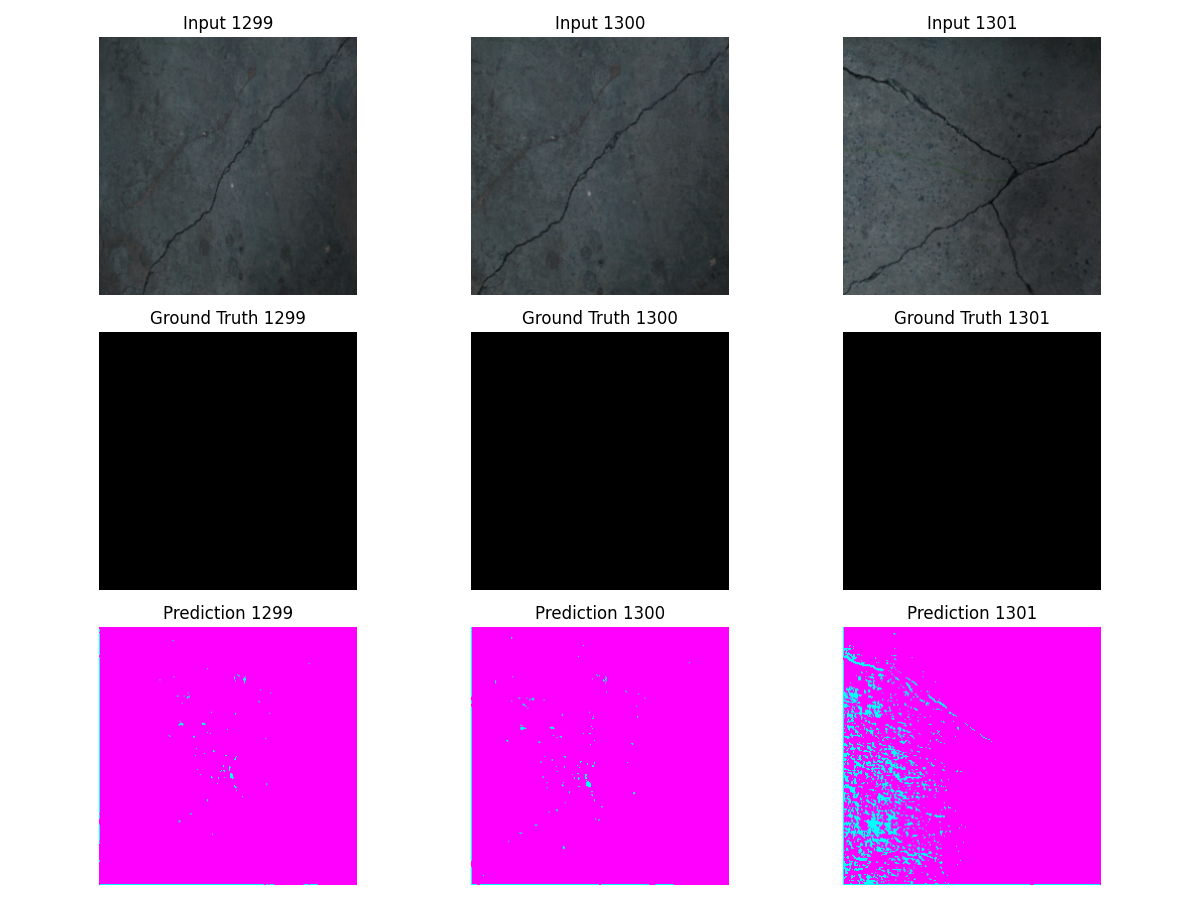 Input 1299
Input 1300
Input 1301
Ground Truth 1299
Ground Truth 1300
Ground Truth 1301
Prediction 1299
Prediction 1300
Prediction 1301